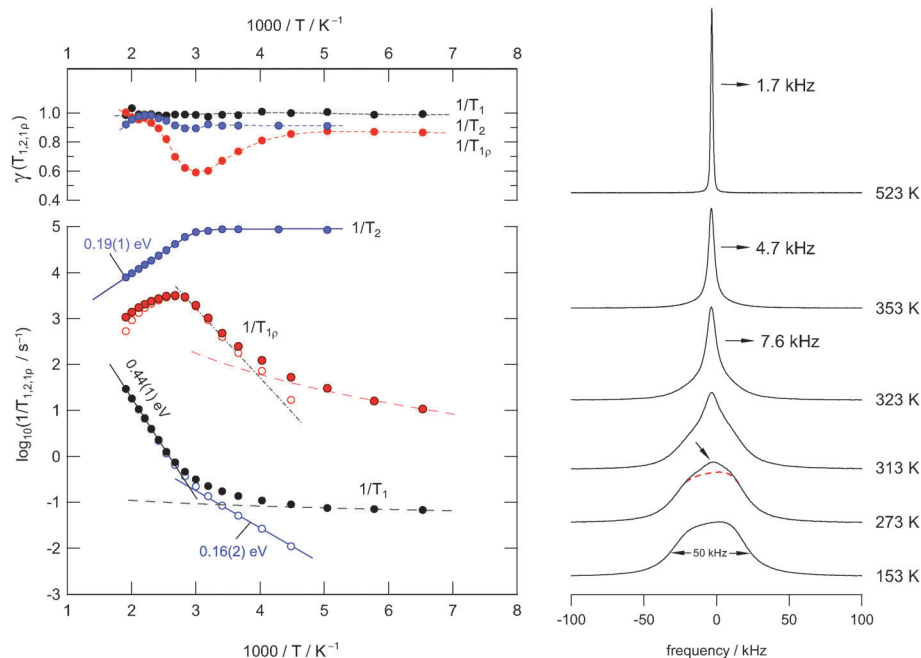 1000 / T / K⁻¹
1 2 3 4 5 6 7 8
γ(T₁,₂,₁ρ)
1.0
0.8
0.6
0.4
1/T₁
1/T₂
1/T₁ρ
log₁₀(1/T₁,₂,₁ρ / s⁻¹)
5
4
3
2
1
0
-1
-2
-3
0.19(1) eV
1/T₂
1/T₁ρ
0.44(1) eV
1/T₁
0.16(2) eV
1 2 3 4 5 6 7 8
1000 / T / K⁻¹
1.7 kHz
523 K
4.7 kHz
353 K
7.6 kHz
323 K
313 K
273 K
50 kHz
153 K
-100 -50 0 50 100
frequency / kHz